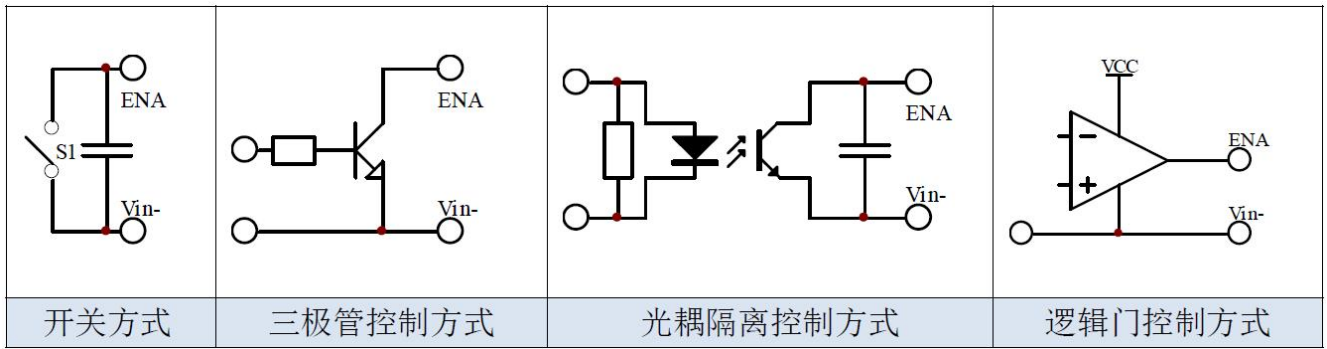 ENA
S1
Vin-
ENA
Vin-
ENA
Vin-
VCC
ENA
Vin-
开关方式
三极管控制方式
光耦隔离控制方式
逻辑门控制方式